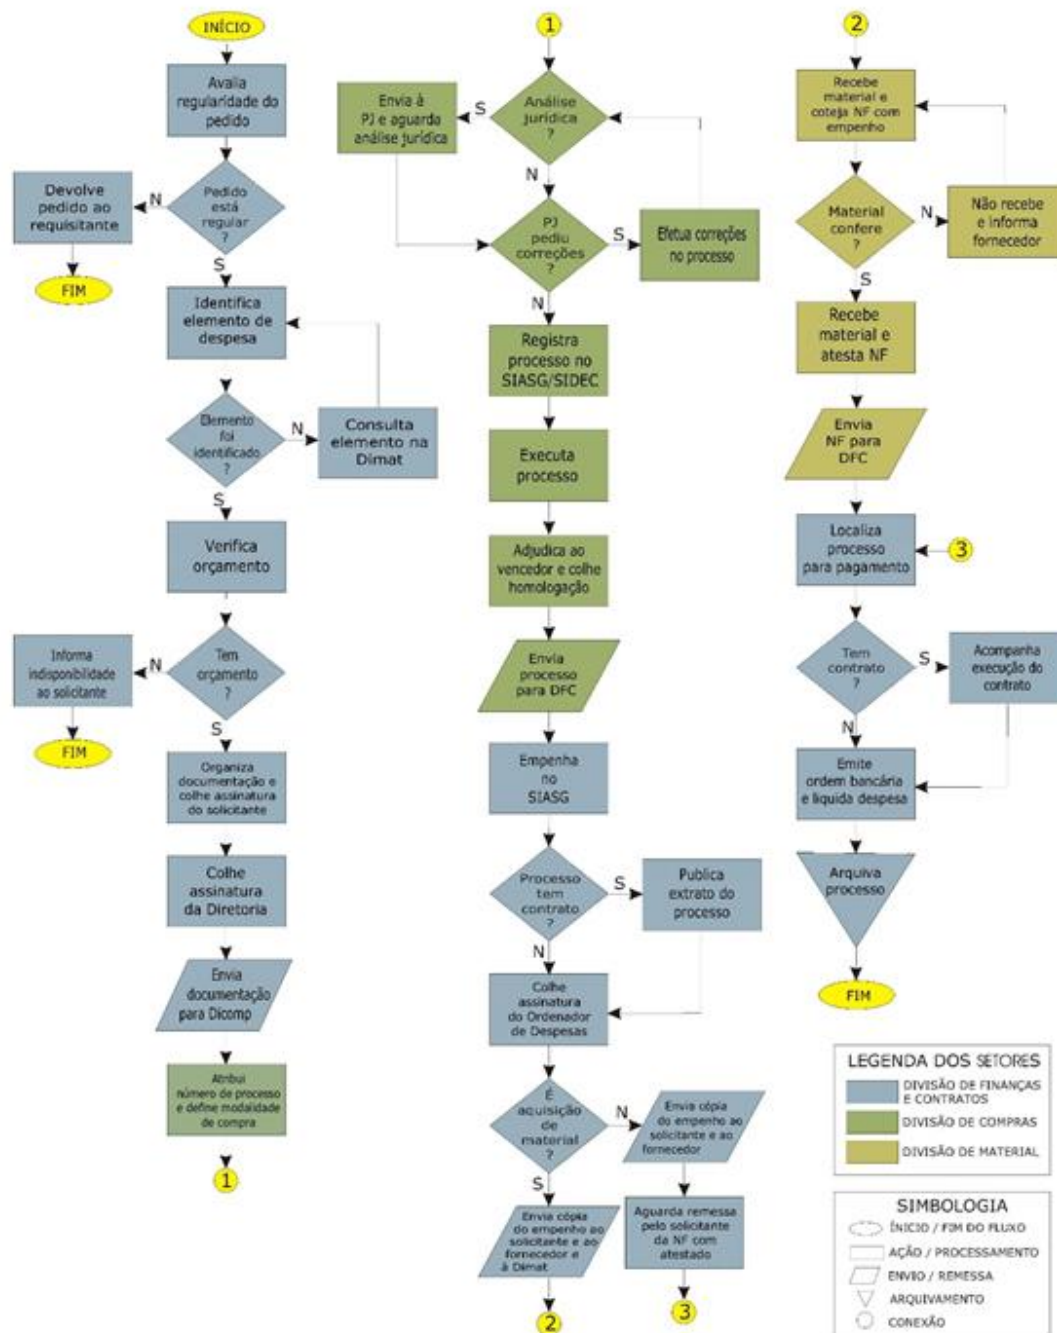 INÍCIO
Avalia
regularidade do
pedido
Pedido
está
regular
?
N
S
Devolve
pedido ao
requisitante
FIM
Identifica
elemento de
despesa
Elemento
foi
identificado
?
N
S
Consulta
elemento na
Dimat
Verifica
orçamento
Tem
orçamento
?
N
S
Informa
indisponibilidade
ao solicitante
FIM
Organiza
documentação e
colhe assinatura
do solicitante
Colhe
assinatura
da Diretoria
Envia
documentação
para Dicomp
Atribui
número de processo
e define modalidade
de compra
1
1
Análise
jurídica
?
S
N
Envia à
PJ e aguarda
análise jurídica
PJ
pediu
correções
?
S
N
Efetua correções
no processo
Registra
processo no
SIASG/SIDEC
Executa
processo
Adjudica ao
vencedor e colhe
homologação
Envia
processo
para DFC
Empenha
no
SIASG
Processo
tem
contrato
?
S
N
Publica
extrato do
processo
Colhe
assinatura
do Ordenador
de Despesas
É
aquisição
de
material
?
N
S
Envia cópia
do empenho ao
solicitante e ao
fornecedor
Aguarda remessa
pelo solicitante
da NF com
atestado
3
Envia cópia
do empenho ao
solicitante e ao
fornecedor e
à Dimat
2
2
Recebe
material e
coteja NF com
empenho
Material
confere
?
N
S
Não recebe
e informa
fornecedor
Recebe
material e
atesta NF
Envia
NF para
DFC
Localiza
processo
para pagamento
3
Tem
contrato
?
S
N
Acompanha
execução do
contrato
Emite
ordem bancária
e liquida despesa
Arquiva
processo
FIM
LEGENDA DOS SETORES
DIVISÃO DE FINANÇAS
E CONTRATOS
DIVISÃO DE COMPRAS
DIVISÃO DE MATERIAL
SIMBOLOGIA
ÍNICIO / FIM DO FLUXO
AÇÃO / PROCESSAMENTO
ENVIO / REMESSA
ARQUIVAMENTO
CONEXÃO